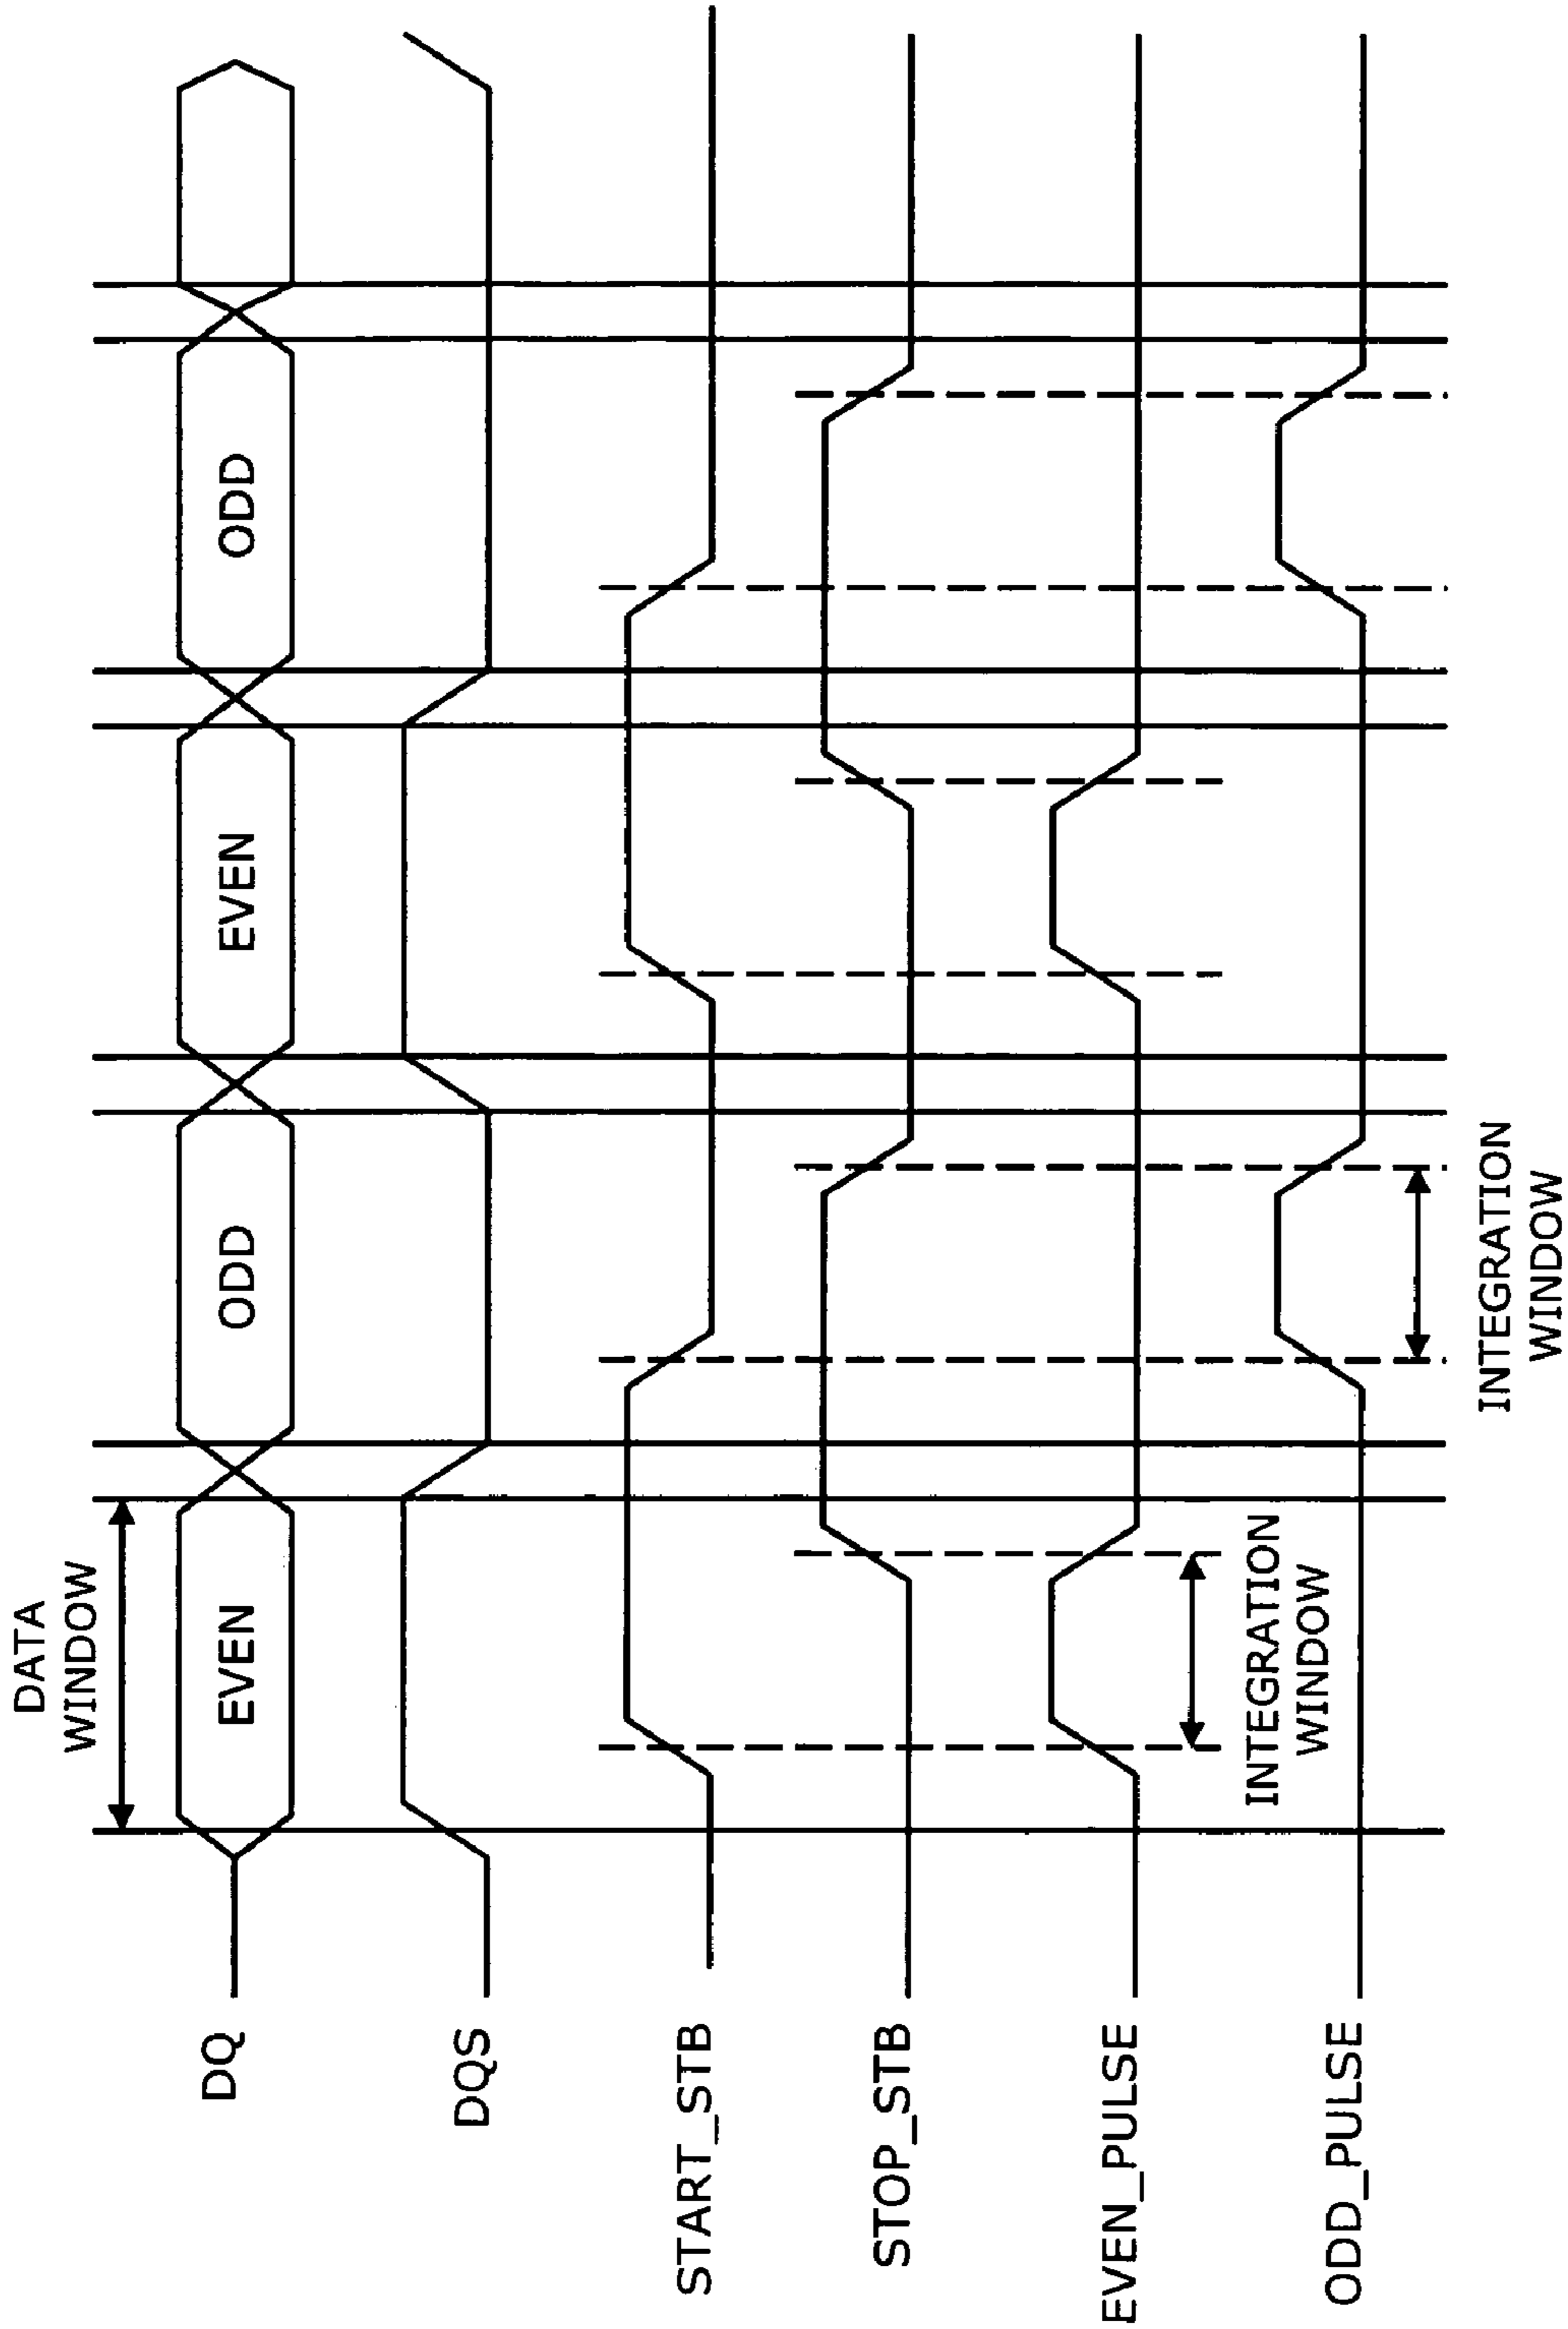 DATA
WINDOW
DQ
EVEN
ODD
EVEN
ODD
DQS
START_STB
STOP_STB
EVEN_PULSE
INTEGRATION
WINDOW
ODD_PULSE
INTEGRATION
WINDOW